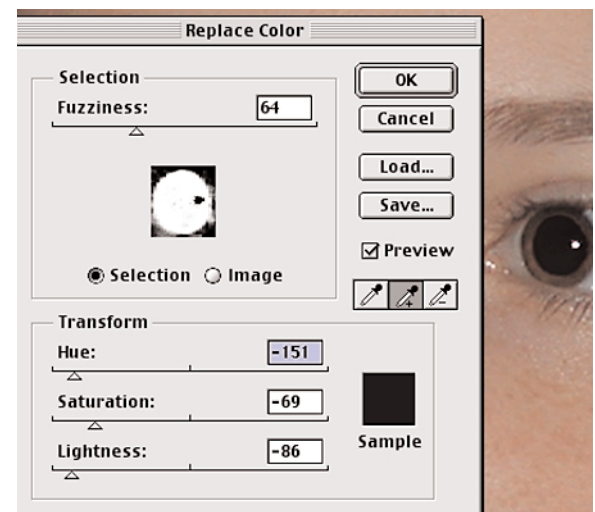 Replace Color
Selection
Fuzziness: 64
Selection Image
OK
Cancel
Load...
Save...
Preview
Transform
Hue: -151
Saturation: -69
Lightness: -86
Sample